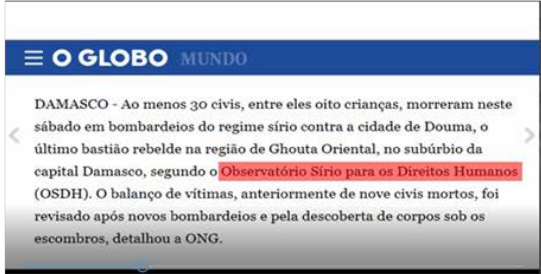 O GLOBO MUNDO
DAMASCO - Ao menos 30 civis, entre eles oito crianças, morreram neste
sábado em bombardeios do regime sírio contra a cidade de Douma, o
último bastião rebelde na região de Ghouta Oriental, no subúrbio da
capital Damasco, segundo o Observatório Sírio para os Direitos Humanos
(OSDH). O balanço de vítimas, anteriormente de nove civis mortos, foi
revisado após novos bombardeios e pela descoberta de corpos sob os
escombros, detalhou a ONG.